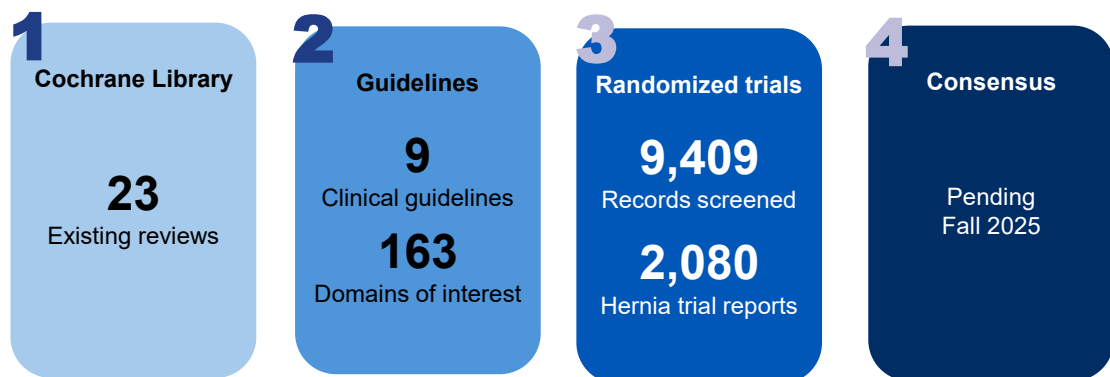 1
Cochrane Library
23
Existing reviews
2
Guidelines
9
Clinical guidelines
163
Domains of interest
3
Randomized trials
9,409
Records screened
2,080
Hernia trial reports
4
Consensus
Pending
Fall 2025